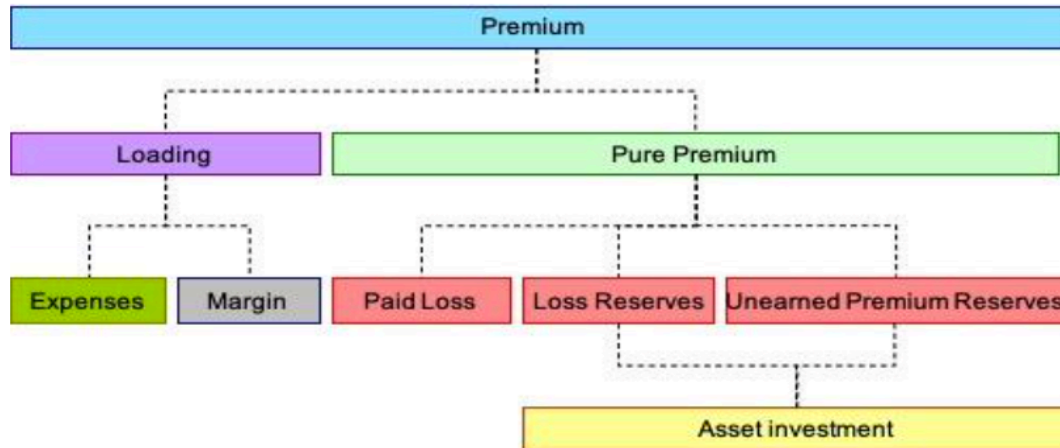 Premium
Loading
Pure Premium
Expenses
Margin
Paid Loss
Loss Reserves
Unearned Premium Reserves
Asset investment